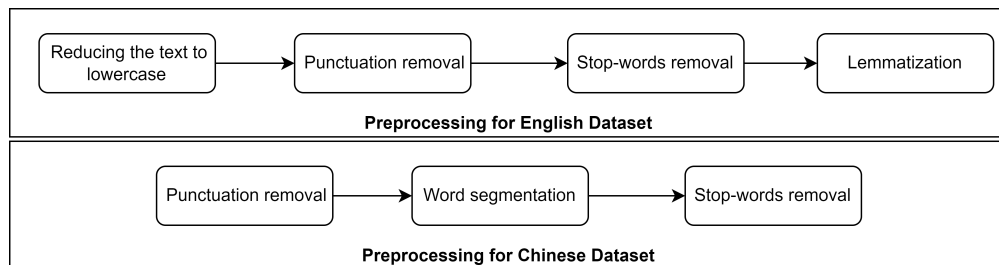 Reducing the text to
lowercase
Punctuation removal
Stop-words removal
Lemmatization
Preprocessing for English Dataset
Punctuation removal
Word segmentation
Stop-words removal
Preprocessing for Chinese Dataset